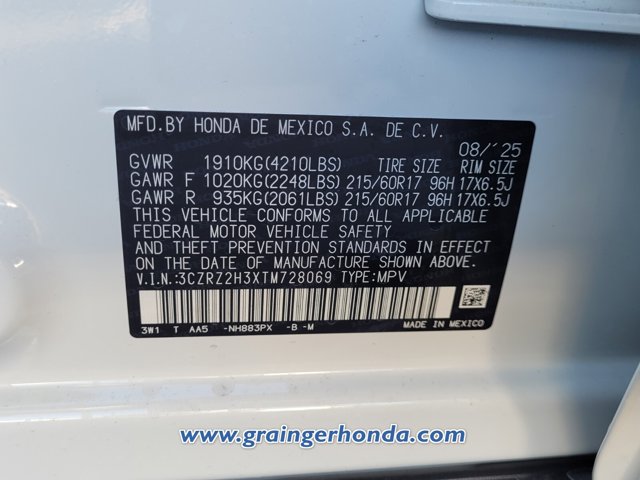 MFD.BY HONDA DE MEXICO S.A. DE C.V.
08/´25
GVWR 1910KG(4210LBS) TIRE SIZE RIM SIZE
GAWR F 1020KG(2248LBS) 215/60R17 96H 17X6.5J
GAWR R 935KG(2061LBS) 215/60R17 96H 17X6.5J
THIS VEHICLE CONFORMS TO ALL APPLICABLE
FEDERAL MOTOR VEHICLE SAFETY
AND THEFT PREVENTION STANDARDS IN EFFECT
ON THE DATE OF MANUFACTURE SHOWN ABOVE.
V.I.N.:3CZRZ2H3XTM728069 TYPE:MPV
3W1 T AA5 -NH883PX -B -M MADE IN MEXICO
www.graingerhonda.com